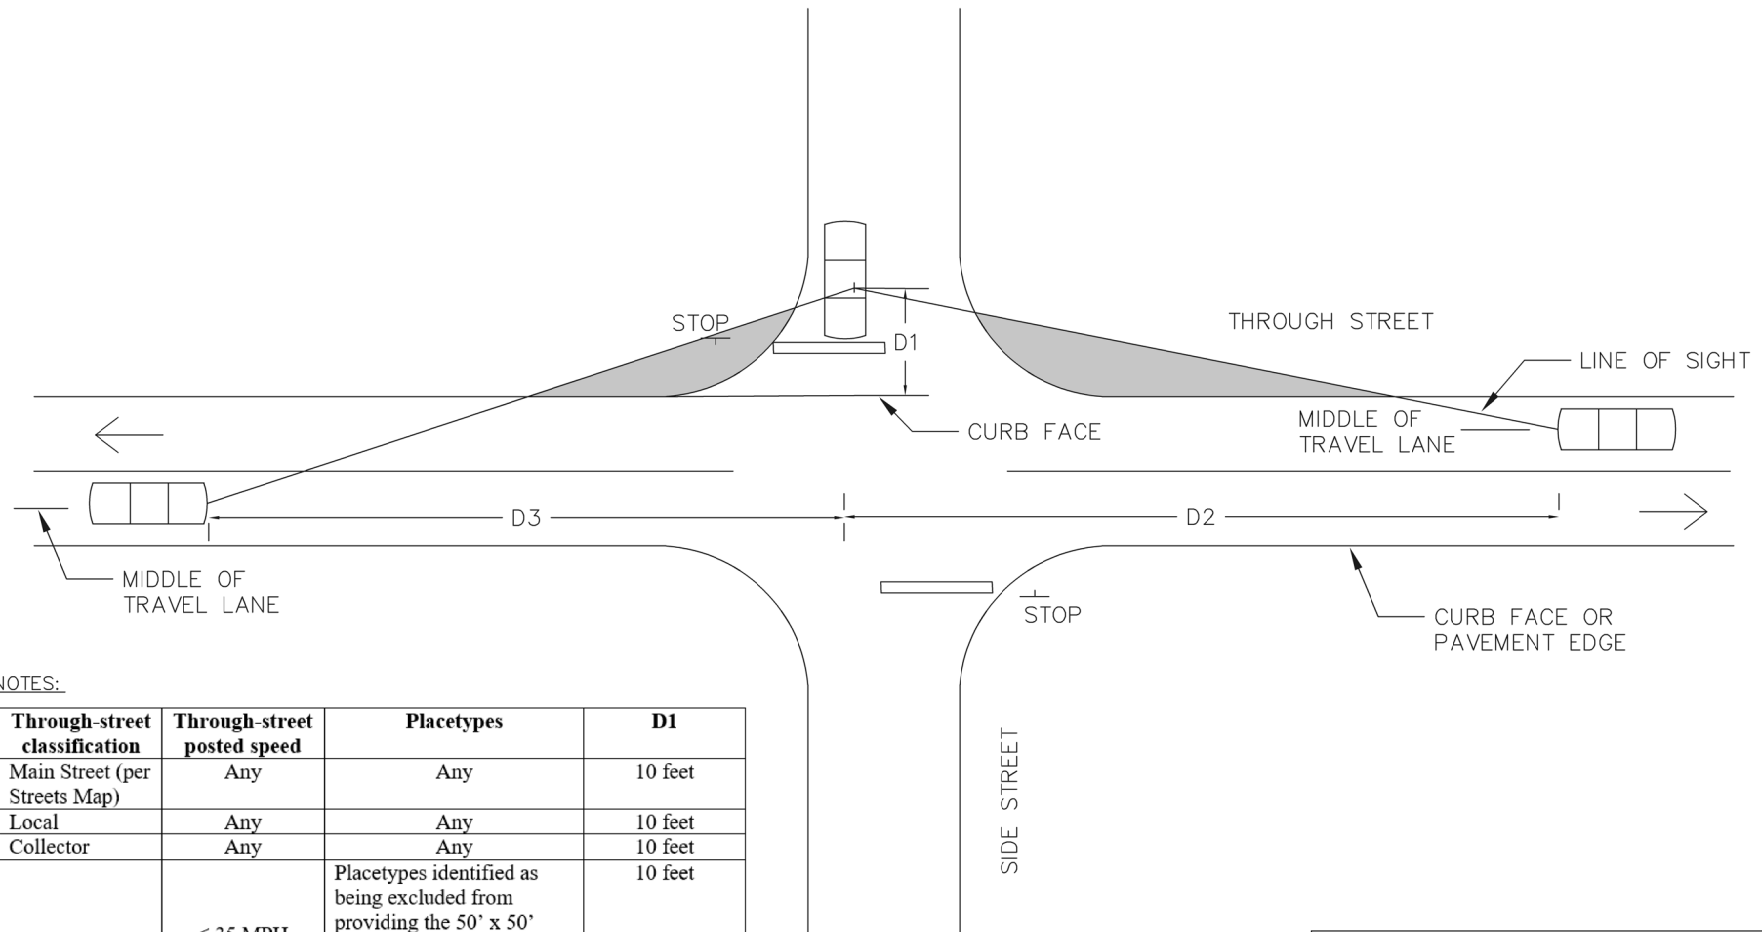 STOP
D1
THROUGH STREET
LINE OF SIGHT
CURB FACE
MIDDLE OF
TRAVEL LANE
D3
D2
MIDDLE OF
TRAVEL LANE
STOP
CURB FACE OR
PAVEMENT EDGE
SIDE STREET
NOTES:
Through-street classification | Through-street posted speed | Placetypes | D1
Main Street (per Streets Map) | Any | Any | 10 feet
Local | Any | Any | 10 feet
Collector | Any | Any | 10 feet
Placetypes identified as | 10 feet
being excluded from
providing the 50’ x 50’
35 MPH